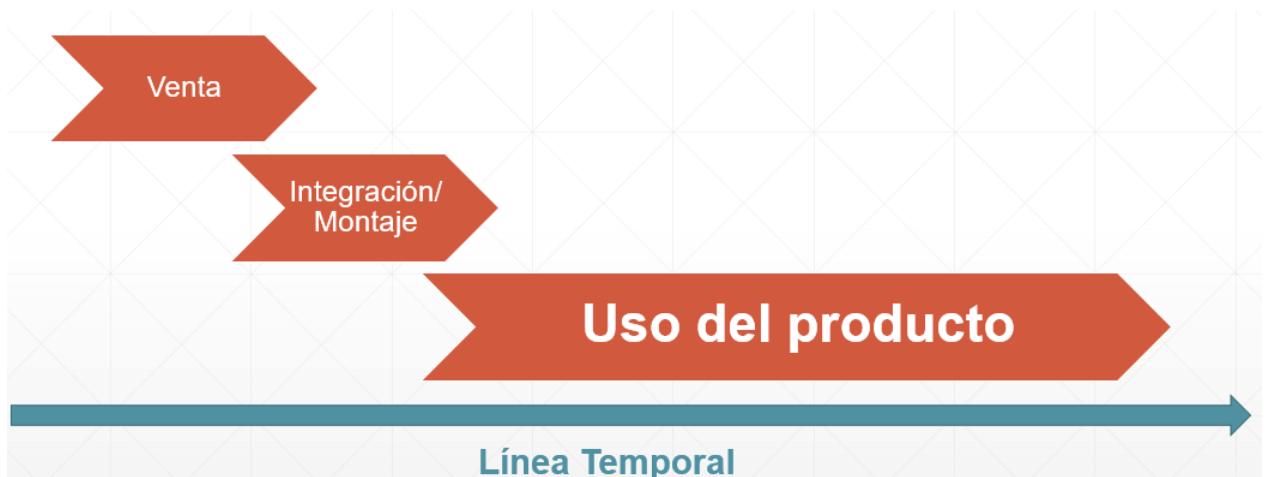 Venta
Integración/
Montaje
Uso del producto
Línea Temporal